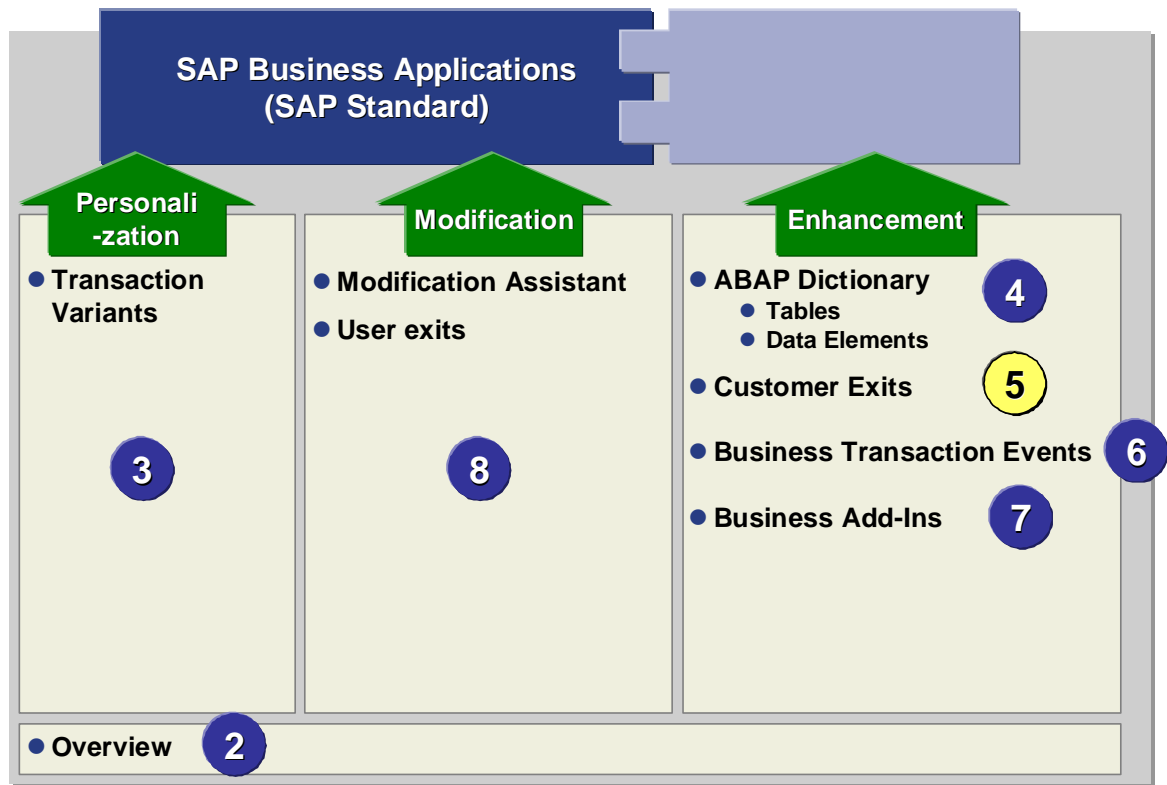 SAP Business Applications
(SAP Standard)
Personali
-zation
Modification
Enhancement
Transaction
Variants
3
Modification Assistant
User exits
8
ABAP Dictionary
4
Tables
Data Elements
Customer Exits
5
Business Transaction Events
6
Business Add-Ins
7
Overview
2